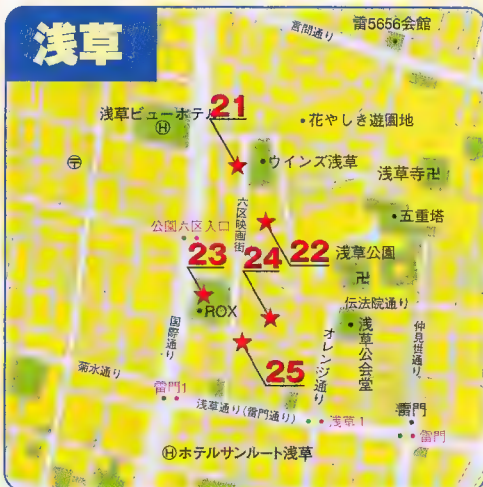 浅草
言問通り
雷5656会館
21
浅草ビューホテル
Ⓗ
・花やしき遊園地
〒
・ウインズ浅草
浅草寺卍
六区映画街
・五重塔
公園六区入口
23
24
22
浅草公園
卍
伝法院通り
・ROX
国際通り
オレンジ通り
・浅草公会堂
仲見世通り
菊水通り
雷門1
25
浅草通り(雷門通り)
浅草1
雷門
雷門
Ⓗホテルサンルート浅草